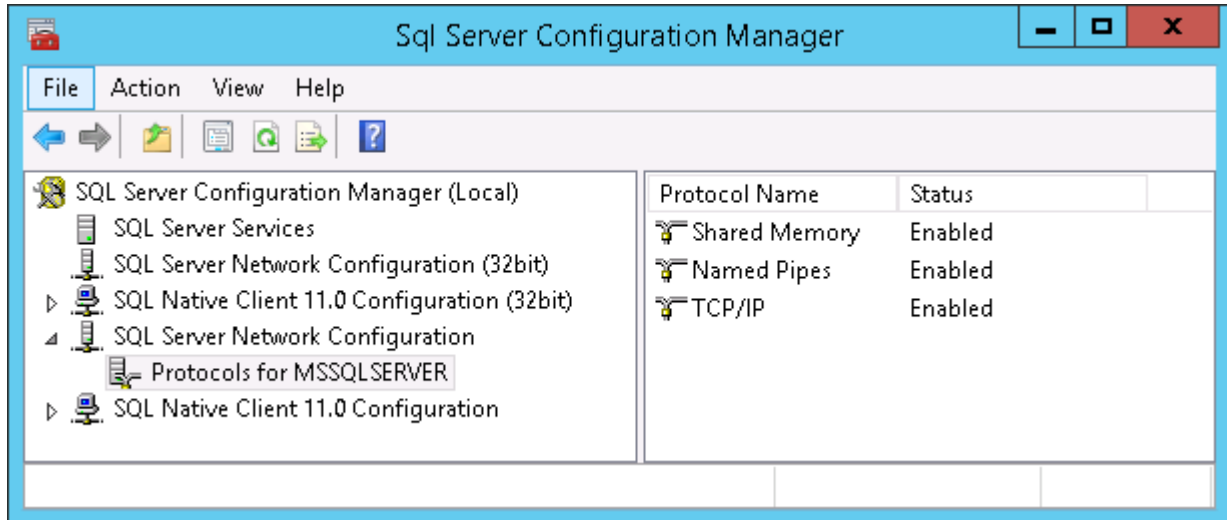 Sql Server Configuration Manager
File Action View Help
SQL Server Configuration Manager (Local)
SQL Server Services
SQL Server Network Configuration (32bit)
SQL Native Client 11.0 Configuration (32bit)
SQL Server Network Configuration
Protocols for MSSQLSERVER
SQL Native Client 11.0 Configuration
Protocol Name Status
Shared Memory Enabled
Named Pipes Enabled
TCP/IP Enabled